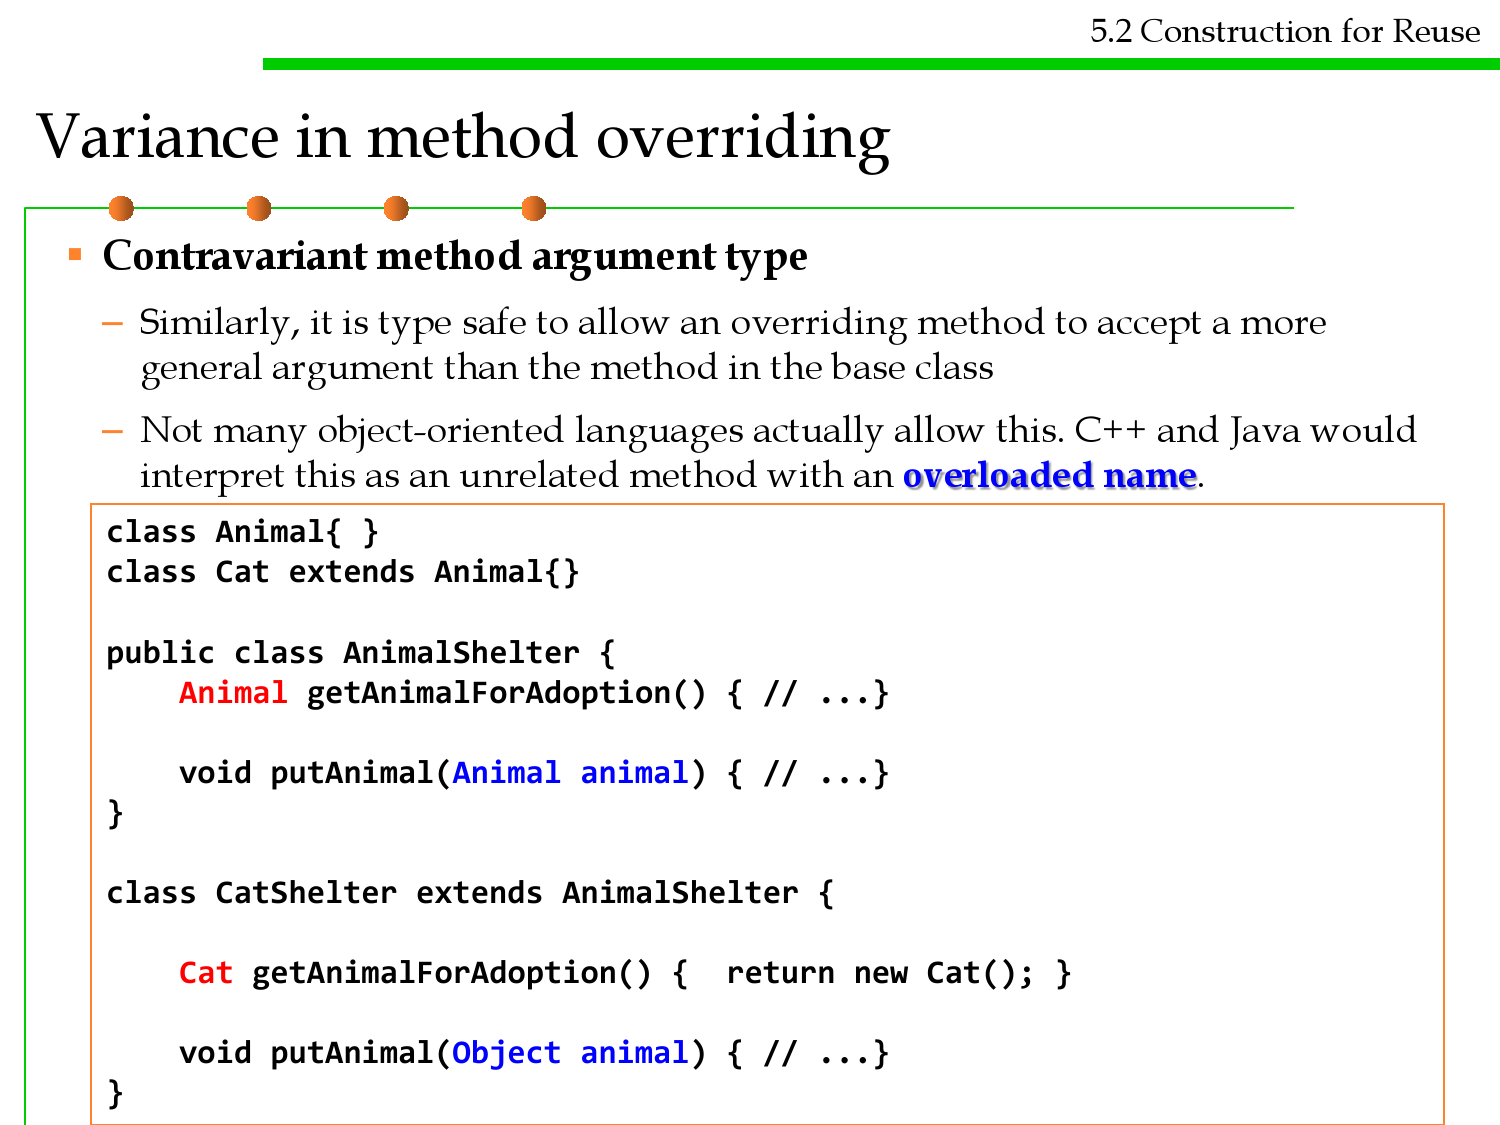 5.2 Construction for Reuse
Variance in method overriding
▪ Contravariant method argument type
– Similarly, it is type safe to allow an overriding method to accept a more
general argument than the method in the base class
– Not many object-oriented languages actually allow this. C++ and Java would
interpret this as an unrelated method with an overloaded name.
class Animal{ }
class Cat extends Animal{}
public class AnimalShelter {
    Animal getAnimalForAdoption() { // ...}
    void putAnimal(Animal animal) { // ...}
}
class CatShelter extends AnimalShelter {
    Cat getAnimalForAdoption() {  return new Cat(); }
    void putAnimal(Object animal) { // ...}
}